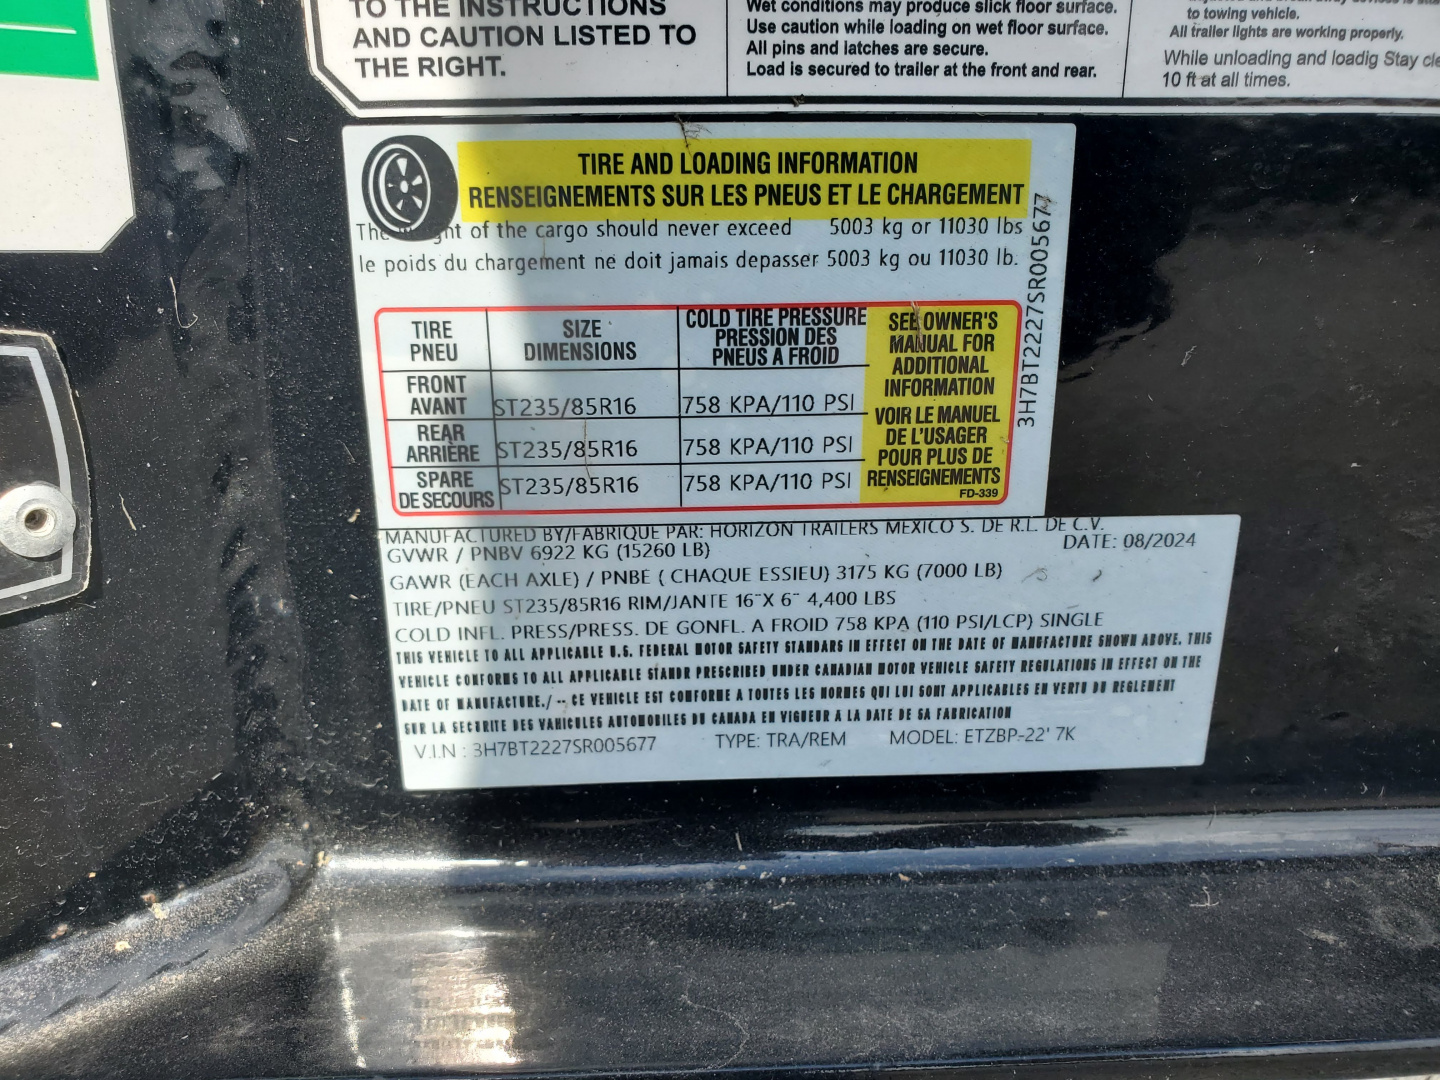 TO THE INSTRUCTIONS
AND CAUTION LISTED TO
THE RIGHT.
Wet conditions may produce slick floor surface.
Use caution while loading on wet floor surface.
All pins and latches are secure.
Load is secured to trailer at the front and rear.
to towing vehicle.
All trailer lights are working properly.
While unloading and loadig Stay
10 ft at all times.
TIRE AND LOADING INFORMATION
RENSEIGNEMENTS SUR LES PNEUS ET LE CHARGEMENT
of the cargo should never exceed 5003 kg or 11030 lbs
le poids du chargement ne doit jamais depasser 5003 kg ou 11030 lb.
3H7BT2227SR005677
TIRE
PNEU
SIZE
DIMENSIONS
COLD TIRE PRESSURE
PRESSION DES
PNEUS A FROID
FRONT
AVANT
ST235/85R16
758 KPA/110 PSI
REAR
ARRIÈRE
ST235/85R16
758 KPA/110 PSI
SPARE
DE SECOURS
ST235/85R16
758 KPA/110 PSI
SEE OWNER'S
MANUAL FOR
ADDITIONAL
INFORMATION
VOIR LE MANUEL
DE L'USAGER
POUR PLUS DE
RENSEIGNEMENTS
FD-339
MANUFACTURED BY/FABRIQUE PAR: HORIZON TRAILERS MEXICO S. DE R.L. DE C.V.
GVWR / PNBV 6922 KG (15260 LB) DATE: 08/2024
GAWR (EACH AXLE) / PNBE ( CHAQUE ESSIEU) 3175 KG (7000 LB)
TIRE/PNEU ST235/85R16 RIM/JANTE 16"X 6" 4,400 LBS
COLD INFL. PRESS/PRESS. DE GONFL. A FROID 758 KPA (110 PSI/LCP) SINGLE
THIS VEHICLE TO ALL APPLICABLE U.S. FEDERAL MOTOR SAFETY STANDARS IN EFFECT ON THE DATE OF MANUFACTURE SHOWN ABOVE. THIS
VEHICLE CONFORMS TO ALL APPLICABLE STANDR PRESCRIBED UNDER CANADIAN MOTOR VEHICLE SAFETY REGULATIONS IN EFFECT ON THE
DATE OF MANUFACTURE./ -- CE VEHICLE EST CONFORME A TOUTES LES NORMES QUI LUI SONT APPLICABLES EN VERTU DU REGLEMENT
SUR LA SECURITE DES VAHICULES AUTOMOBILES DU CANADA EN VIGUEUR A LA DATE DE SA FABRICATION
V.I.N : 3H7BT2227SR005677 TYPE: TRA/REM MODEL: ETZBP-22' 7K